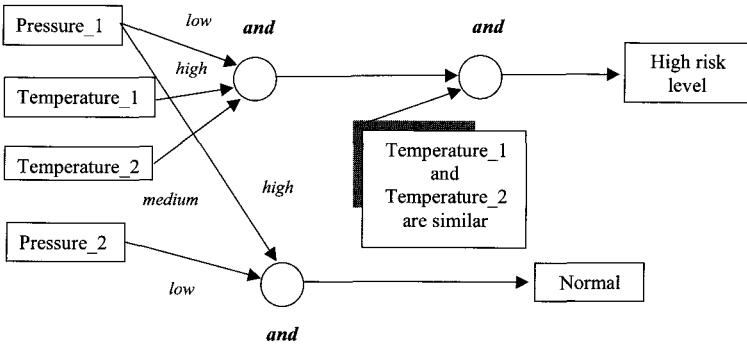 Pressure_1
low
and
and
high
High risk
level
Temperature_1
Temperature_2
Temperature_1
and
Temperature_2
are similar
medium
high
Pressure_2
low
Normal
and